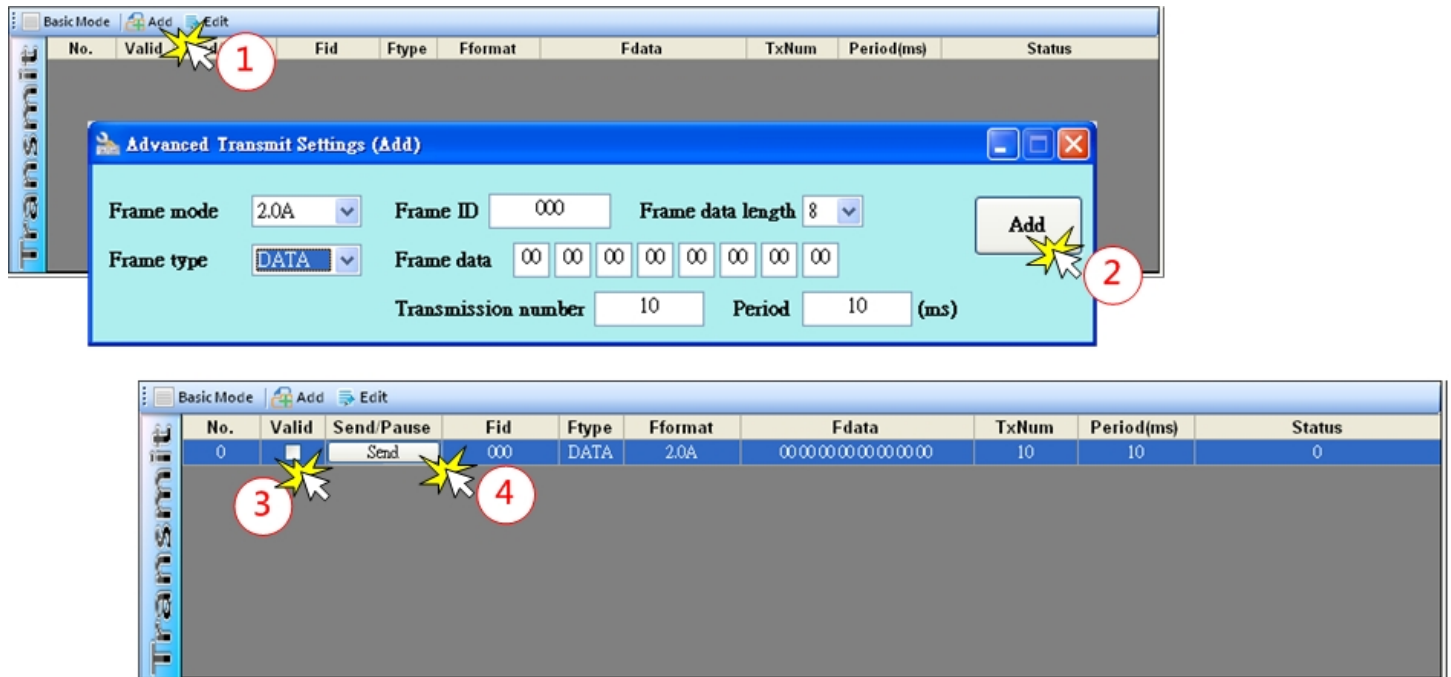 Basic Mode Add Edit
No. Valid Fid Ftype Fformat Fdata TxNum Period(ms) Status
1
Transmit
Advanced Transmit Settings (Add)
Frame mode 2.0A Frame ID 000 Frame data length 8
Add
Frame type DATA Frame data 00 00 00 00 00 00 00 00
2
Transmission number 10 Period 10 (ms)
Basic Mode Add Edit
No. Valid Send/Pause Fid Ftype Fformat Fdata TxNum Period(ms) Status
0 Send 000 DATA 2.0A 00 00 00 00 00 00 00 00 10 10 0
3 4
Transmit